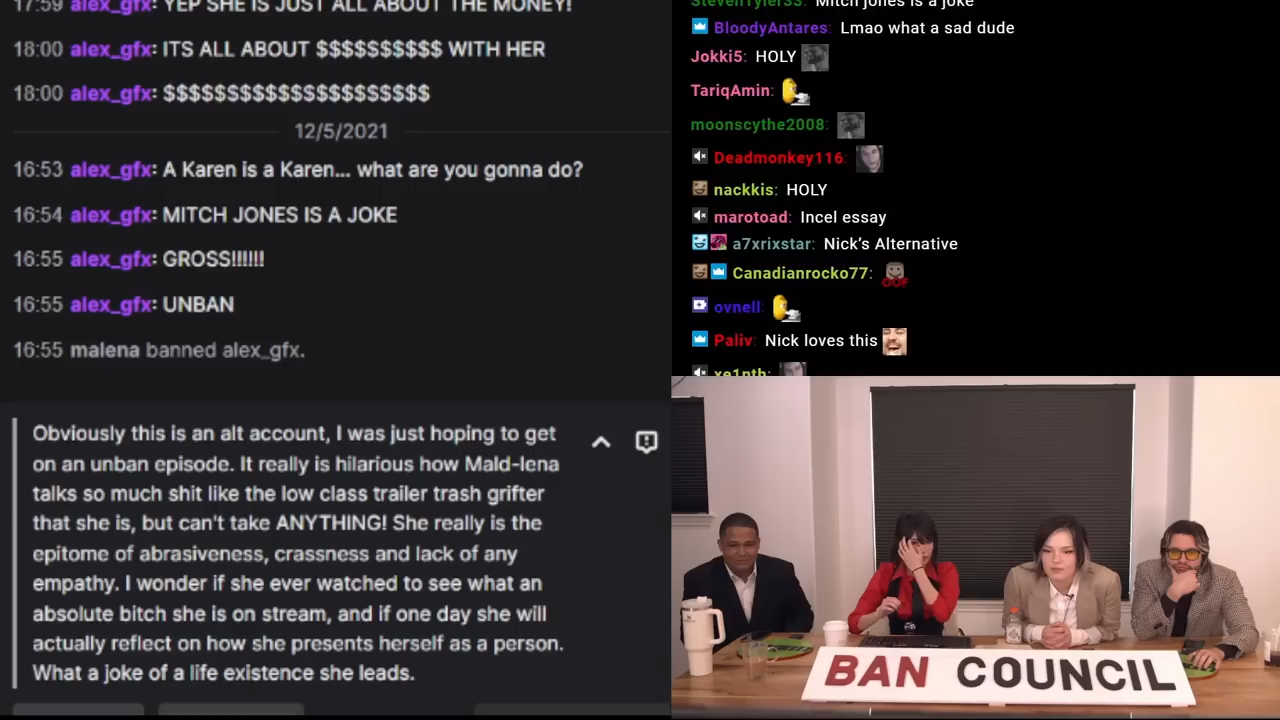 17:59 alex_gfx: YEP SHE IS JUST ALL ABOUT THE MONEY!
18:00 alex_gfx: ITS ALL ABOUT $$$$$$$$$$ WITH HER
18:00 alex_gfx: $$$$$$$$$$$$$$$$$$$$$
12/5/2021
16:53 alex_gfx: A Karen is a Karen... what are you gonna do?
16:54 alex_gfx: MITCH JONES IS A JOKE
16:55 alex_gfx: GROSS!!!!!!
16:55 alex_gfx: UNBAN
16:55 malena banned alex_gfx.
Obviously this is an alt account, I was just hoping to get
on an unban episode. It really is hilarious how Mald-lena
talks so much shit like the low class trailer trash grifter
that she is, but can't take ANYTHING! She really is the
epitome of abrasiveness, crassness and lack of any
empathy. I wonder if she ever watched to see what an
absolute bitch she is on stream, and if one day she will
actually reflect on how she presents herself as a person.
What a joke of a life existence she leads.
StevenTyler33: Mitch jones is a joke
BloodyAntares: Lmao what a sad dude
Jokki5: HOLY
TariqAmin:
moonscythe2008:
Deadmonkey116:
nackkis: HOLY
marotoad: Incel essay
a7xrixstar: Nick's Alternative
Canadianrocko77:
OOF
ovnell:
Paliv: Nick loves this
xe1nth:
BAN COUNCIL